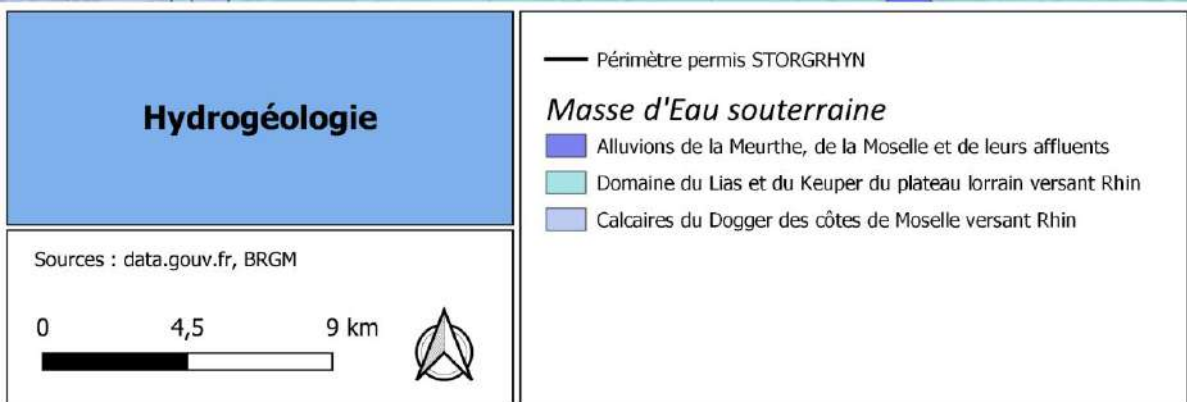 Hydrogéologie
Sources : data.gouv.fr, BRGM
0 4,5 9 km
Périmètre permis STORGRHYN
Masse d'Eau souterraine
Alluvions de la Meurthe, de la Moselle et de leurs affluents
Domaine du Lias et du Keuper du plateau lorrain versant Rhin
Calcaires du Dogger des côtes de Moselle versant Rhin